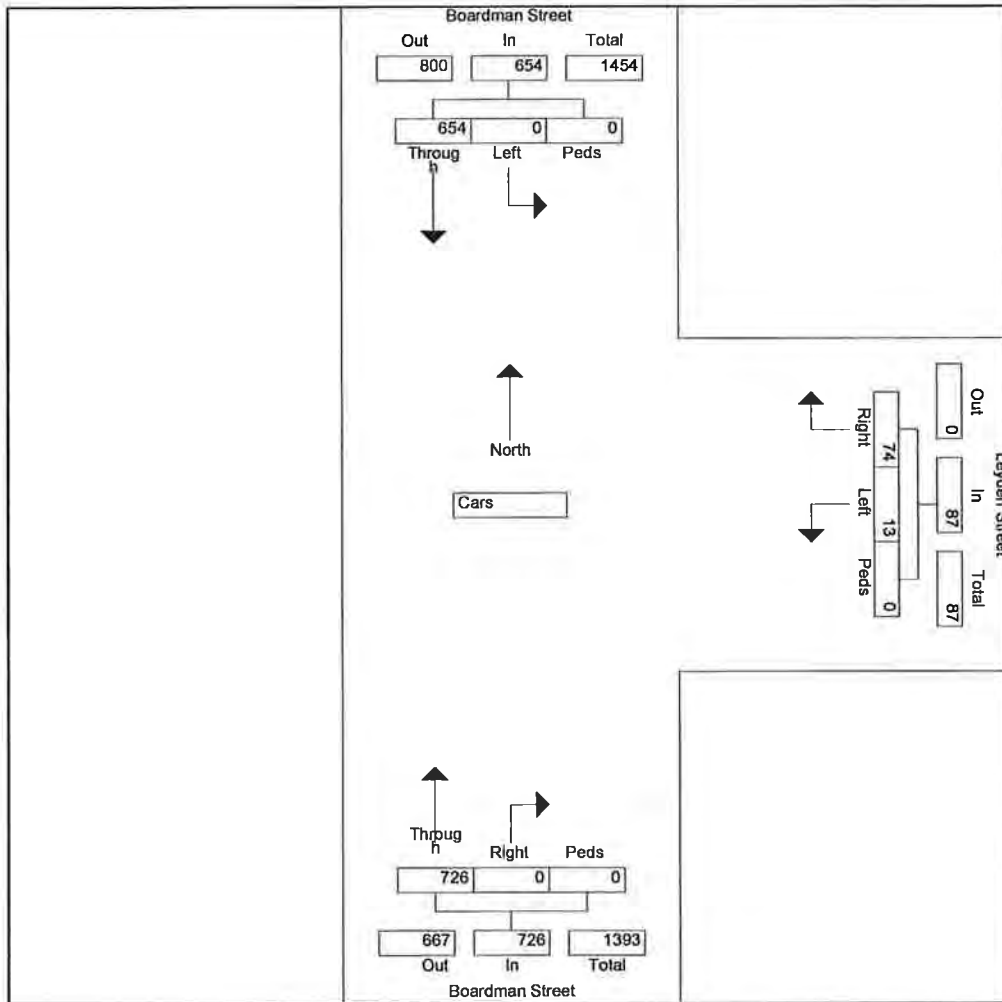 Boardman Street
Out In Total
800 654 1454
654 0 0
Throug
h
Left Peds
North
Cars
Out In Total
0 87 87
74 13 0
Right Left Peds
Throug
h
Right Peds
726 0 0
667 726 1393
Out In Total
Boardman Street